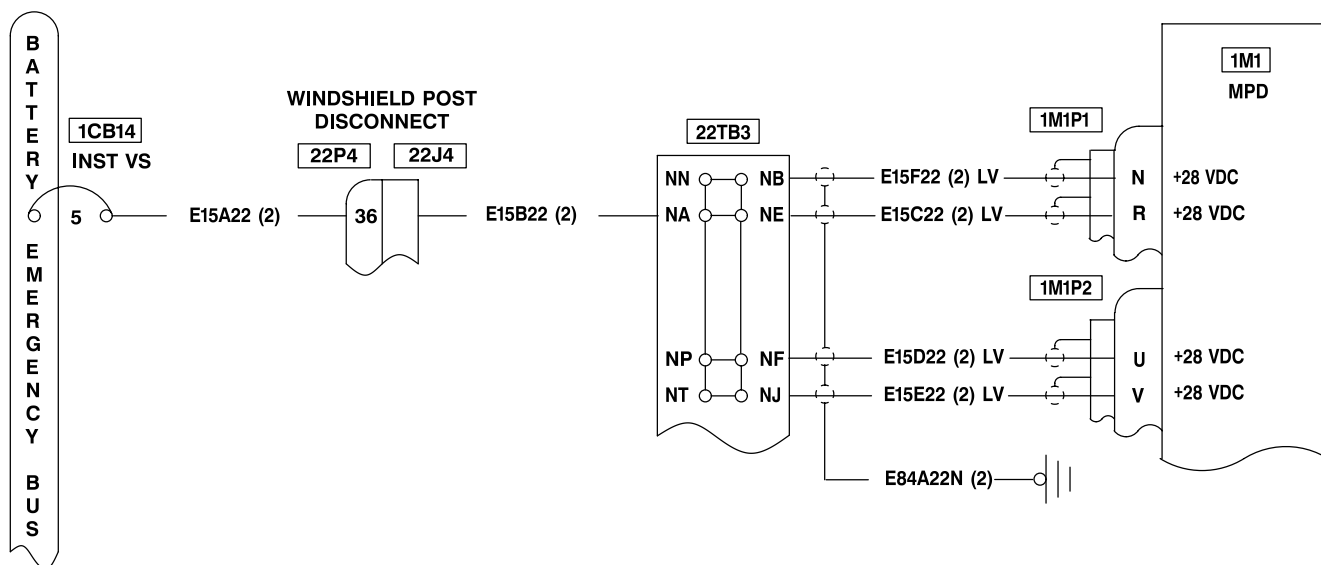 BATTERY EMERGENCY BUS
1CB14
INST VS
5
E15A22 (2)
WINDSHIELD POST
DISCONNECT
22P4 22J4
36
E15B22 (2)
22TB3
NN NB
NA NE
NP NF
NT NJ
E15F22 (2) LV
E15C22 (2) LV
E15D22 (2) LV
E15E22 (2) LV
E84A22N (2)
1M1P1
N +28 VDC
R +28 VDC
1M1P2
U +28 VDC
V +28 VDC
1M1
MPD